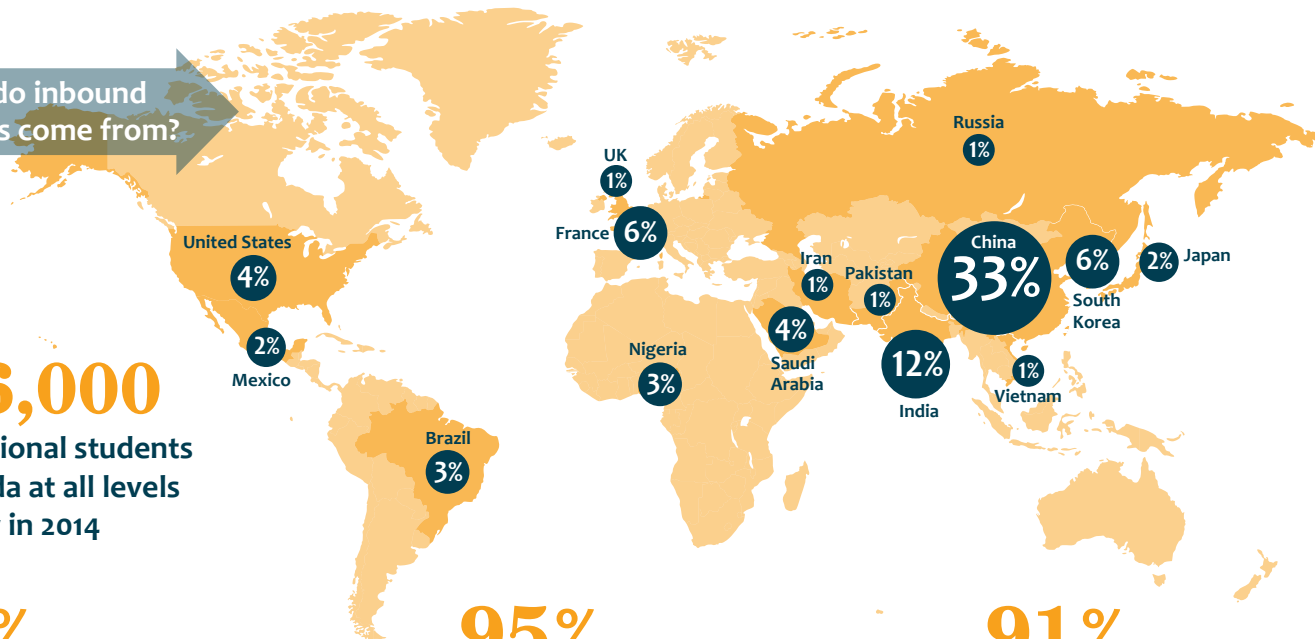 do inbound
s come from?
Russia
1%
UK
1%
France 6%
United States
4%
China
33%
6%
South
Korea
2% Japan
Iran
1%
Pakistan
1%
4%
Saudi
Arabia
2%
Mexico
Nigeria
3%
12%
India
1%
Vietnam
6,000
ional students
da at all levels
in 2014
Brazil
3%
%
95%
91%